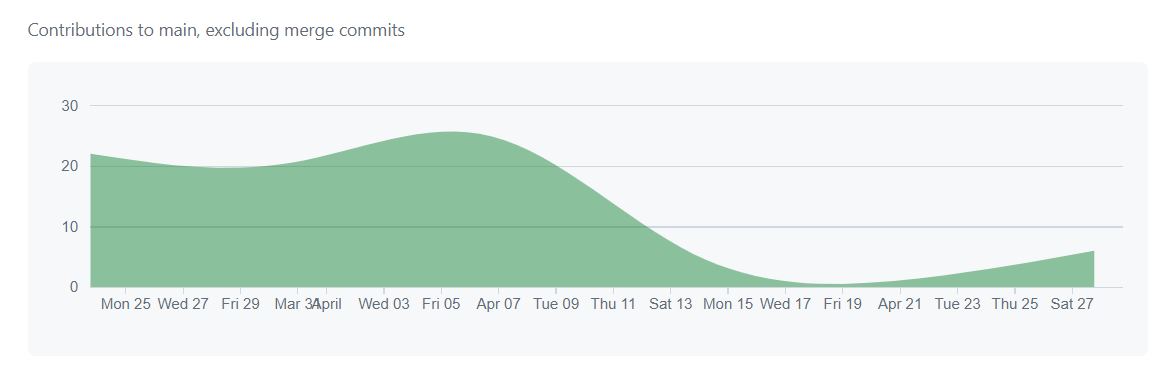 Contributions to main, excluding merge commits
30
20
10
0
Mon 25 Wed 27 Fri 29 Mar 31 April Wed 03 Fri 05 Apr 07 Tue 09 Thu 11 Sat 13 Mon 15 Wed 17 Fri 19 Apr 21 Tue 23 Thu 25 Sat 27